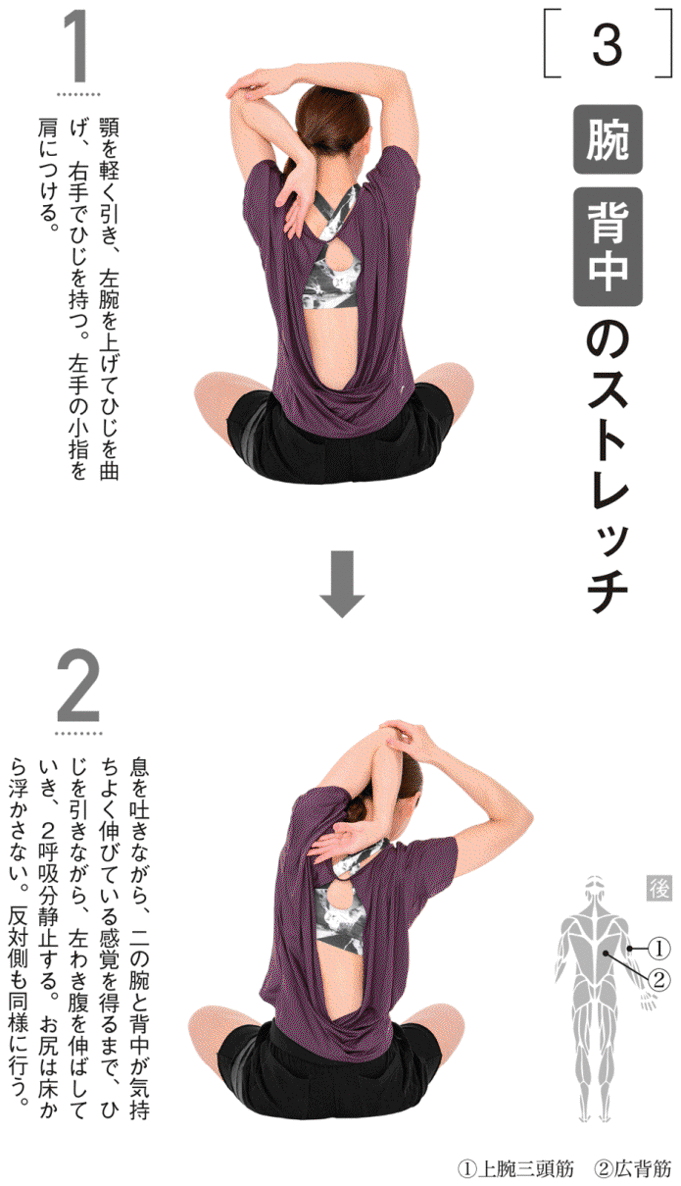 [3]
腕 背中のストレッチ
1
顎を軽く引き、左腕を上げてひじを曲
げ、右手でひじを持つ。左手の小指を
肩につける。
2
息を吐きながら、二の腕と背中が気持
ちよく伸びている感覚を得るまで、ひ
じを引きながら、左わき腹を伸ばして
いき、2呼吸分静止する。お尻は床か
ら浮かさない。反対側も同様に行う。
後
①
②
①上腕三頭筋 ②広背筋